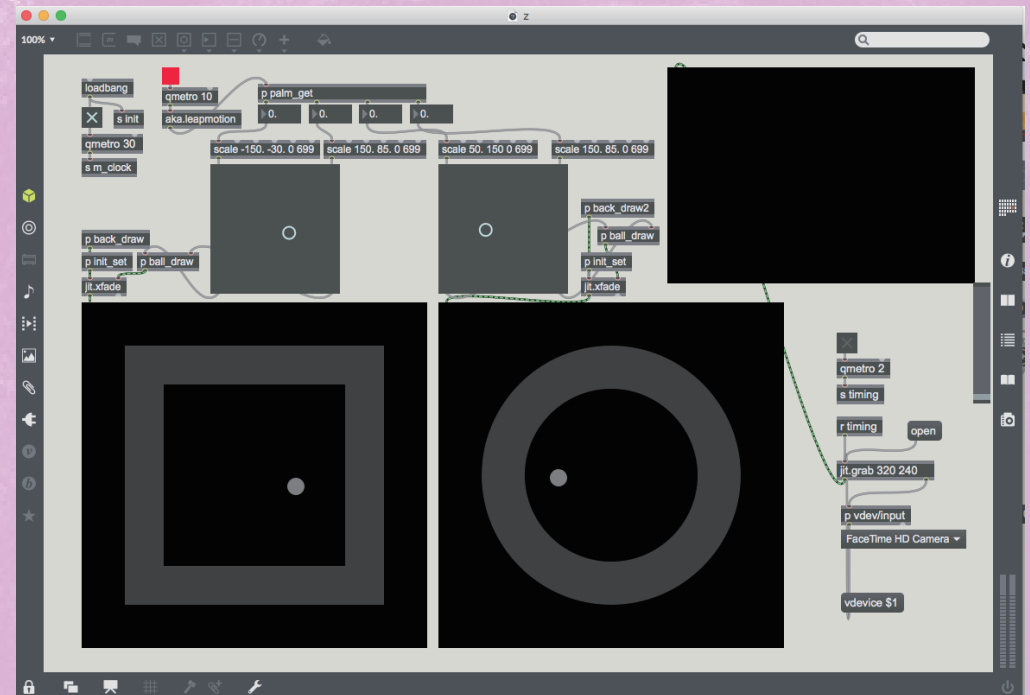 z
100%
loadbang
s init
qmetro 30
s m_clock
qmetro 10
aka.leapmotion
p palm_get
0.
0.
0.
0.
scale -150. -30. 0 699
scale 150. 85. 0 699
scale 50. 150 0 699
scale 150. 85. 0 699
p back_draw
p init_set
p ball_draw
jit.xfade
p back_draw2
p ball_draw
p init_set
jit.xfade
qmetro 2
s timing
r timing
open
jit.grab 320 240
p vdev/input
FaceTime HD Camera
vdevice $1